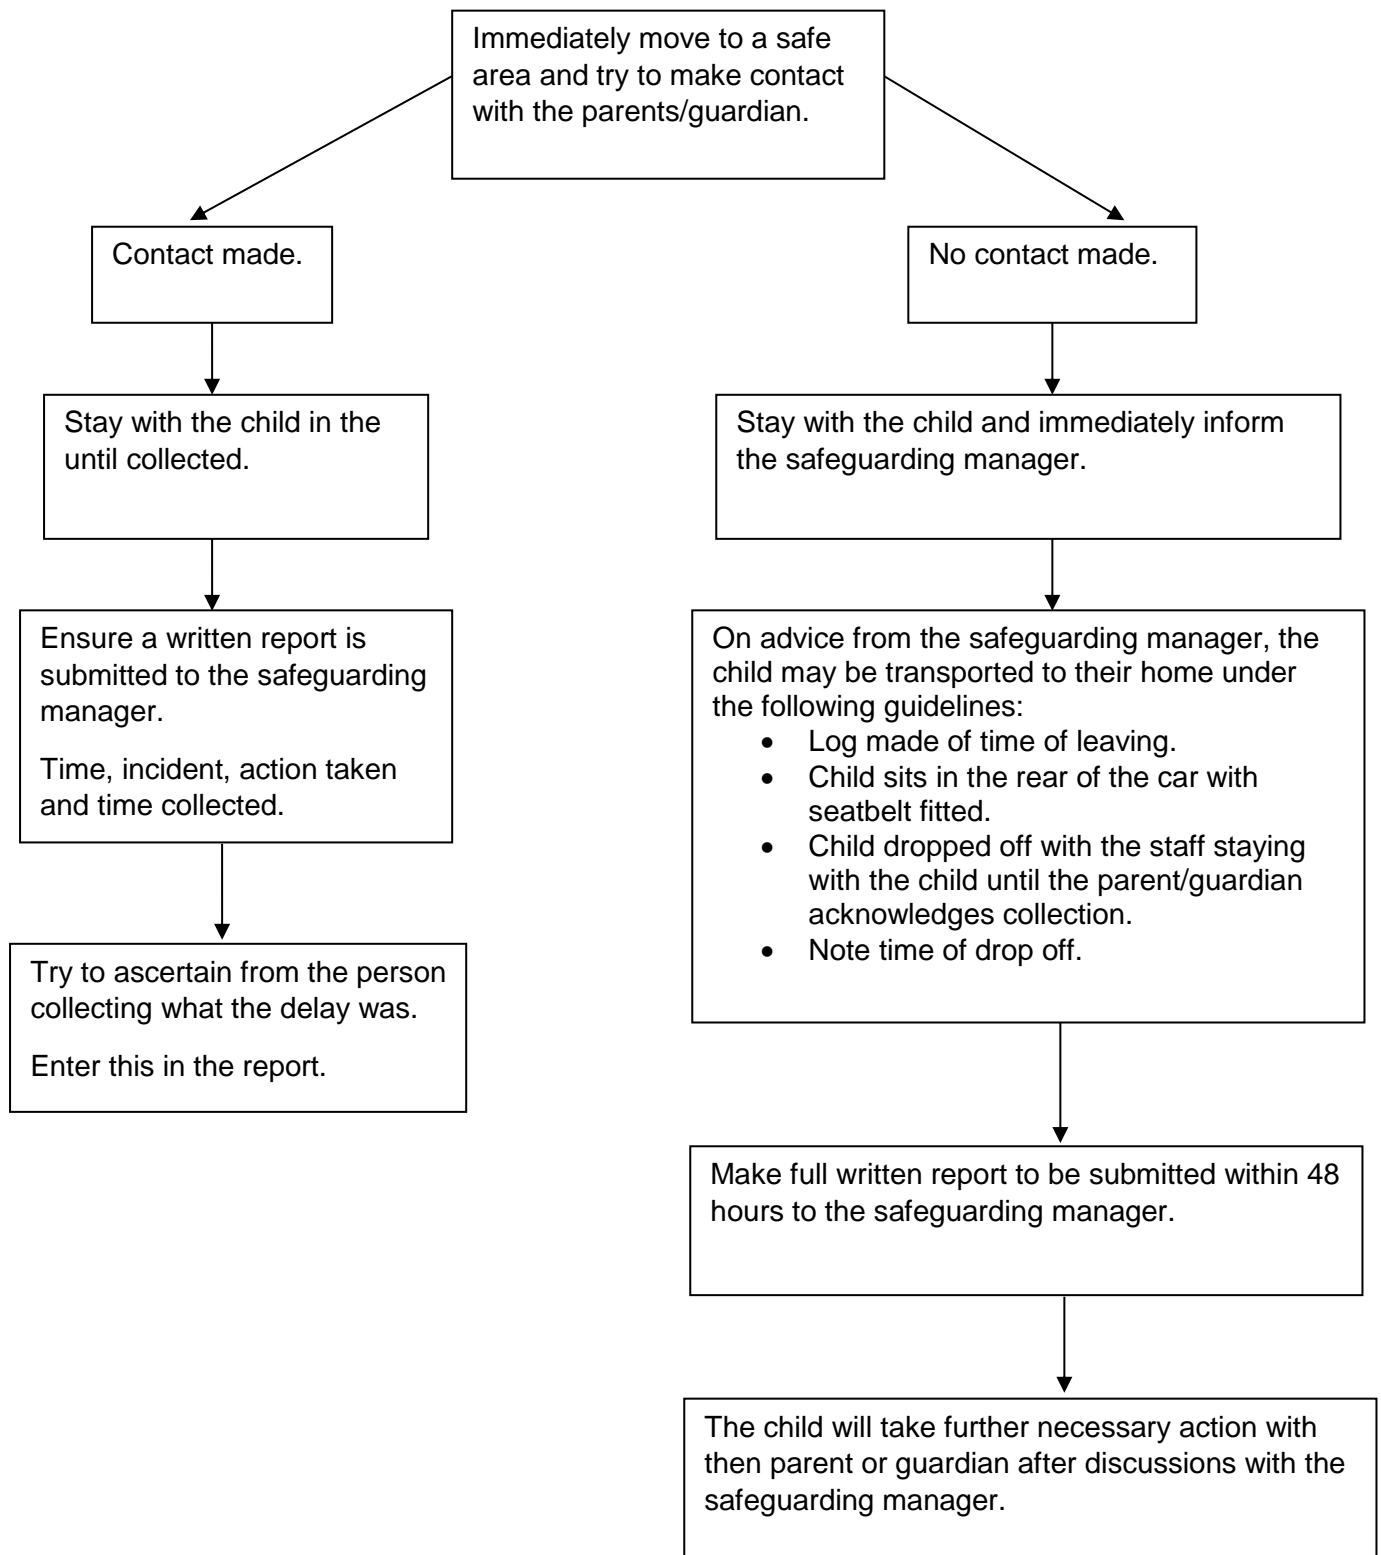 Immediately move to a safe
area and try to make contact
with the parents/guardian.
Contact made.
No contact made.
Stay with the child in the
until collected.
Stay with the child and immediately inform
the safeguarding manager.
Ensure a written report is
submitted to the safeguarding
manager.
Time, incident, action taken
and time collected.
On advice from the safeguarding manager, the
child may be transported to their home under
the following guidelines:
• Log made of time of leaving.
• Child sits in the rear of the car with
seatbelt fitted.
• Child dropped off with the staff staying
with the child until the parent/guardian
acknowledges collection.
• Note time of drop off.
Try to ascertain from the person
collecting what the delay was.
Enter this in the report.
Make full written report to be submitted within 48
hours to the safeguarding manager.
The child will take further necessary action with
then parent or guardian after discussions with the
safeguarding manager.